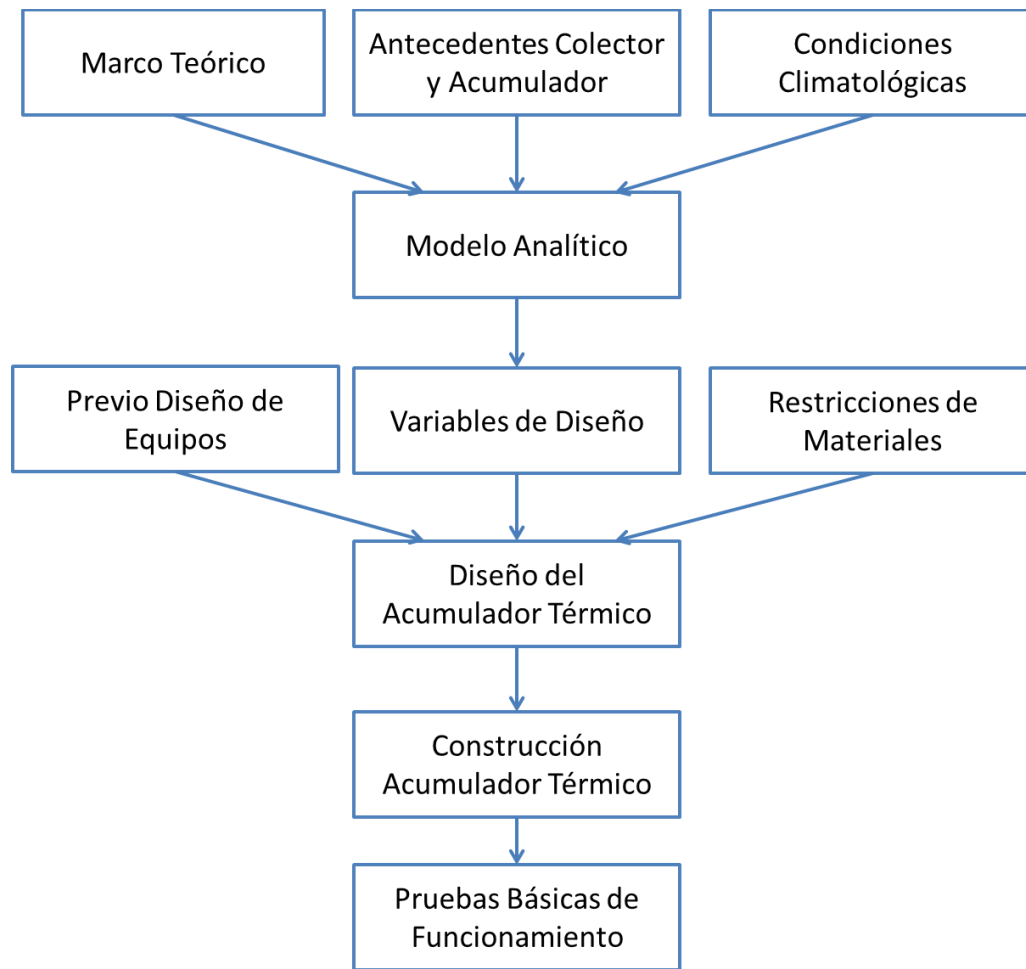 Marco Teórico
Antecedentes Colector
y Acumulador
Condiciones
Climatológicas
Modelo Analítico
Previo Diseño de
Equipos
Variables de Diseño
Restricciones de
Materiales
Diseño del
Acumulador Térmico
Construcción
Acumulador Térmico
Pruebas Básicas de
Funcionamiento